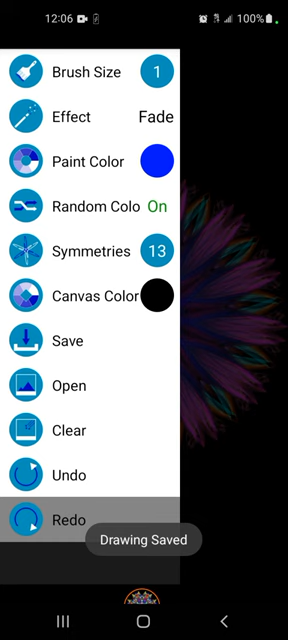 12:06
100%
Brush Size 1
Effect Fade
Paint Color
Random Colo On
Symmetries 13
Canvas Color
Save
Open
Clear
Undo
Redo
Drawing Saved